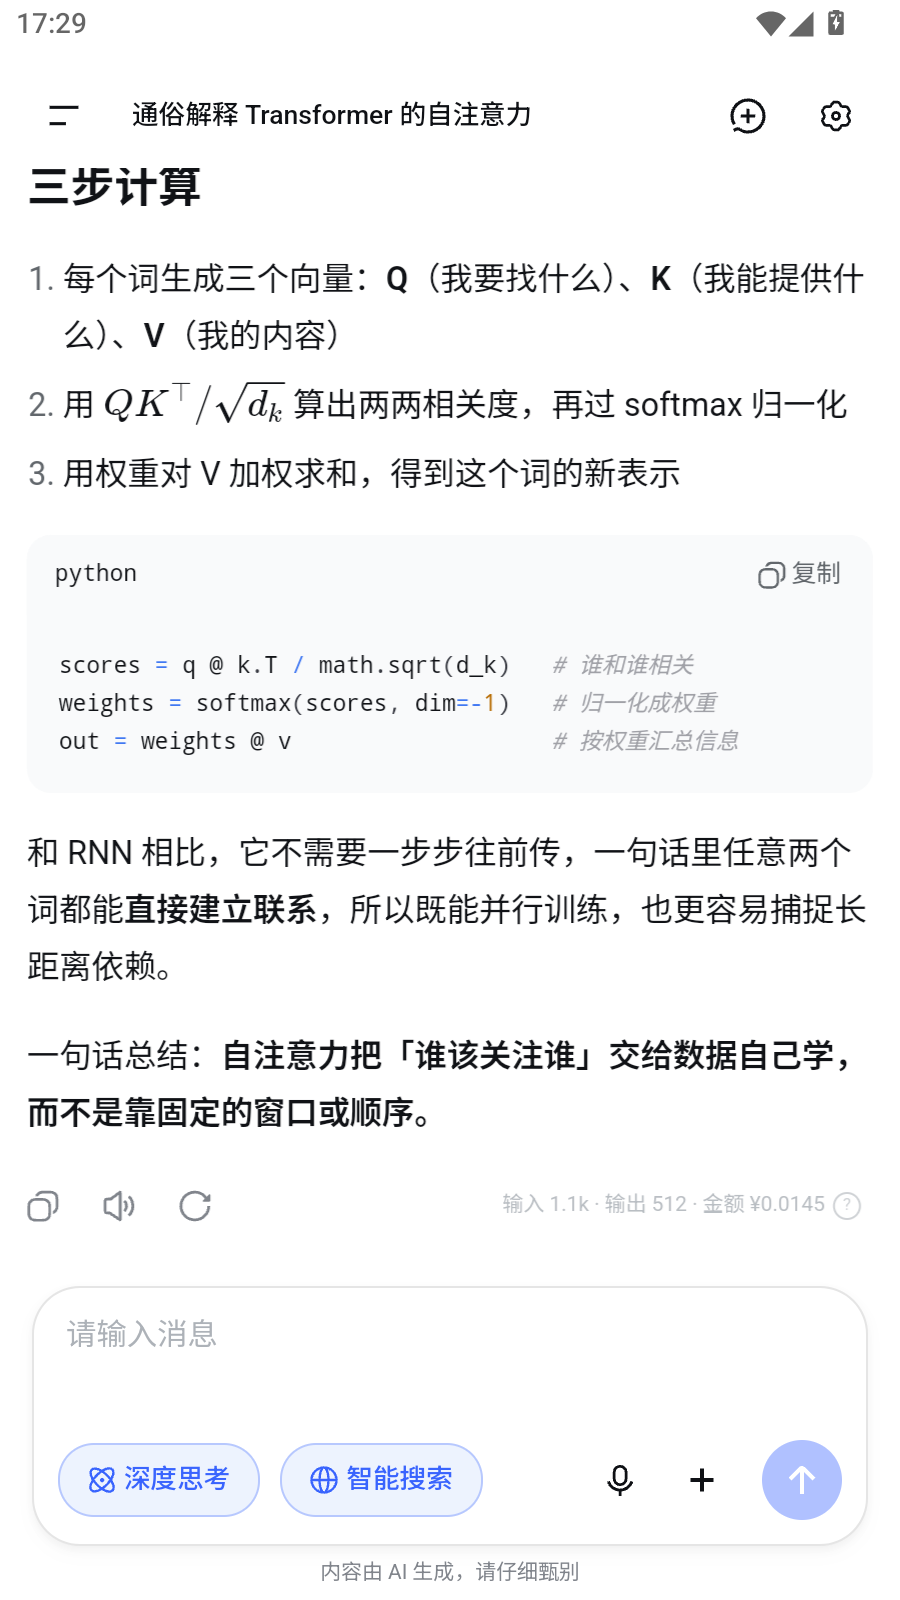 17:29
通俗解释 Transformer 的自注意力
三步计算
1. 每个词生成三个向量：Q（我要找什么）、K（我能提供什
么）、V（我的内容）
2. 用 QK⊤/√dₖ 算出两两相关度，再过 softmax 归一化
3. 用权重对 V 加权求和，得到这个词的新表示
python 复制
scores = q @ k.T / math.sqrt(d_k)   # 谁和谁相关
weights = softmax(scores, dim=-1)   # 归一化成权重
out = weights @ v                   # 按权重汇总信息
和 RNN 相比，它不需要一步步往前传，一句话里任意两个
词都能直接建立联系，所以既能并行训练，也更容易捕捉长
距离依赖。
一句话总结：自注意力把「谁该关注谁」交给数据自己学，
而不是靠固定的窗口或顺序。
输入 1.1k · 输出 512 · 金额 ¥0.0145 ?
请输入消息
深度思考 智能搜索
内容由 AI 生成，请仔细甄别